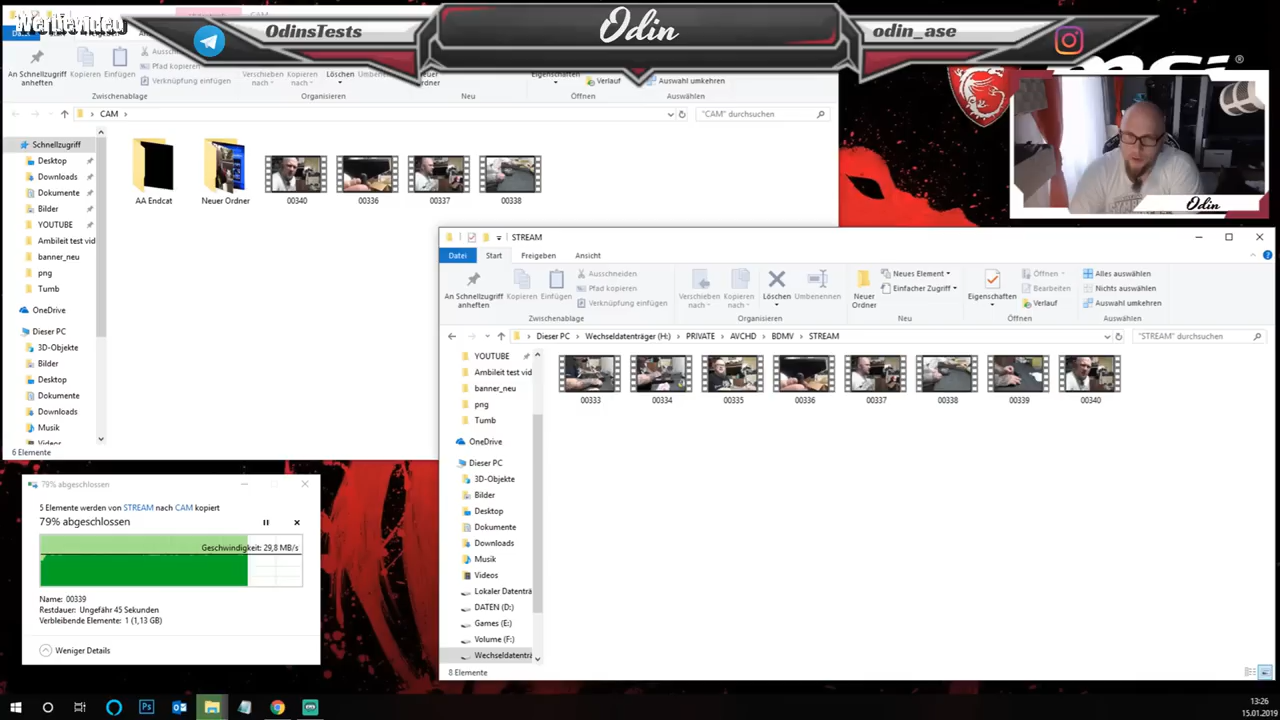 Werbevideo
OdinsTests
Odin
odin_ase
An Schnellzugriff anheften
Kopieren
Einfügen
Pfad kopieren
Verknüpfung einfügen
Verschieben nach
Kopieren nach
Löschen
Ordner
Eigenschaften
Verlauf
Auswahl umkehren
Zwischenablage
Organisieren
Neu
Öffnen
Auswählen
CAM
"CAM" durchsuchen
Schnellzugriff
Desktop
Downloads
Dokumente
Bilder
YOUTUBE
Ambileit test vid
banner_neu
png
Tumb
OneDrive
Dieser PC
3D-Objekte
Bilder
Desktop
Dokumente
Downloads
Musik
Videos
6 Elemente
AA Endcat
Neuer Ordner
00340
00336
00337
00338
Odin
STREAM
Datei
Start
Freigeben
Ansicht
An Schnellzugriff anheften
Kopieren
Einfügen
Ausschneiden
Pfad kopieren
Verknüpfung einfügen
Verschieben nach
Kopieren nach
Löschen
Umbenennen
Neuer Ordner
Neues Element
Einfacher Zugriff
Eigenschaften
Öffnen
Bearbeiten
Verlauf
Alles auswählen
Nichts auswählen
Auswahl umkehren
Zwischenablage
Organisieren
Neu
Öffnen
Auswählen
Dieser PC > Wechseldatenträger (H:) > PRIVATE > AVCHD > BDMV > STREAM
"STREAM" durchsuchen
YOUTUBE
Ambileit test vid
banner_neu
png
Tumb
OneDrive
Dieser PC
3D-Objekte
Bilder
Desktop
Dokumente
Downloads
Musik
Videos
Lokaler Datenträ
DATEN (D:)
Games (E:)
Volume (F:)
Wechseldatenträ
8 Elemente
00333
00334
00335
00336
00337
00338
00339
00340
79% abgeschlossen
5 Elemente werden von STREAM nach CAM kopiert
79% abgeschlossen
Geschwindigkeit: 29,8 MB/s
Name: 00339
Restdauer: Ungefähr 45 Sekunden
Verbleibende Elemente: 1 (1,13 GB)
Weniger Details
13:26
15.01.2019